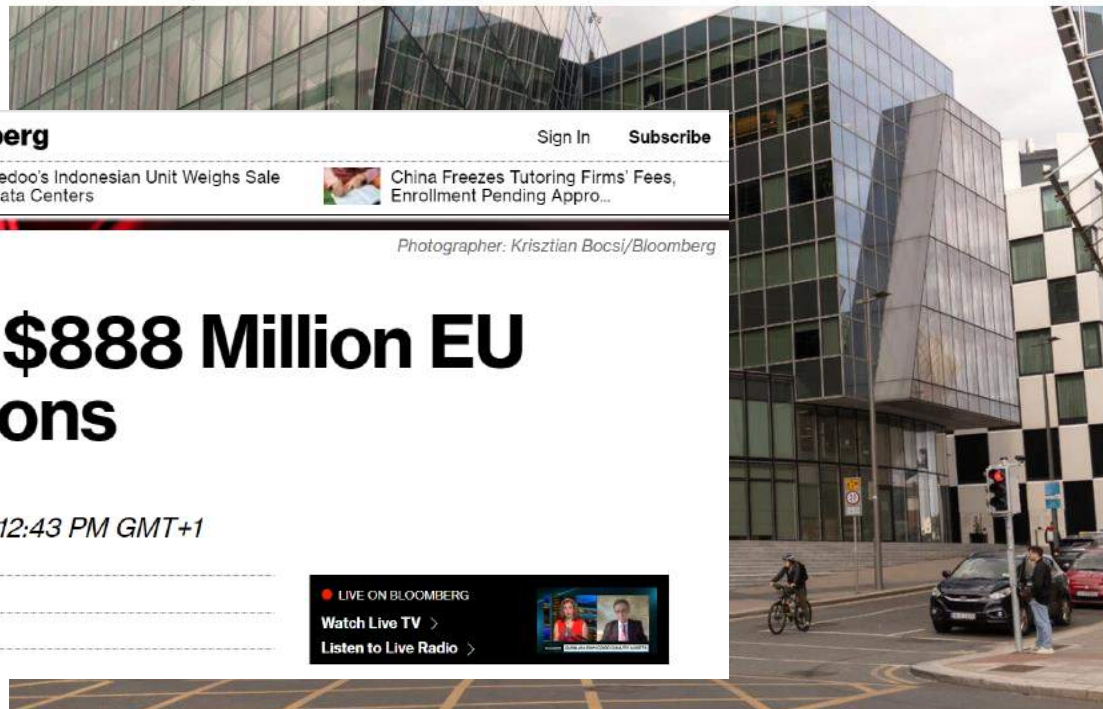 berg
Sign In Subscribe
edoo's Indonesian Unit Weighs Sale
ata Centers
China Freezes Tutoring Firms' Fees,
Enrollment Pending Appro...
Photographer: Krisztian Bocsi/Bloomberg
$888 Million EU
ons
12:43 PM GMT+1
LIVE ON BLOOMBERG
Watch Live TV >
Listen to Live Radio >